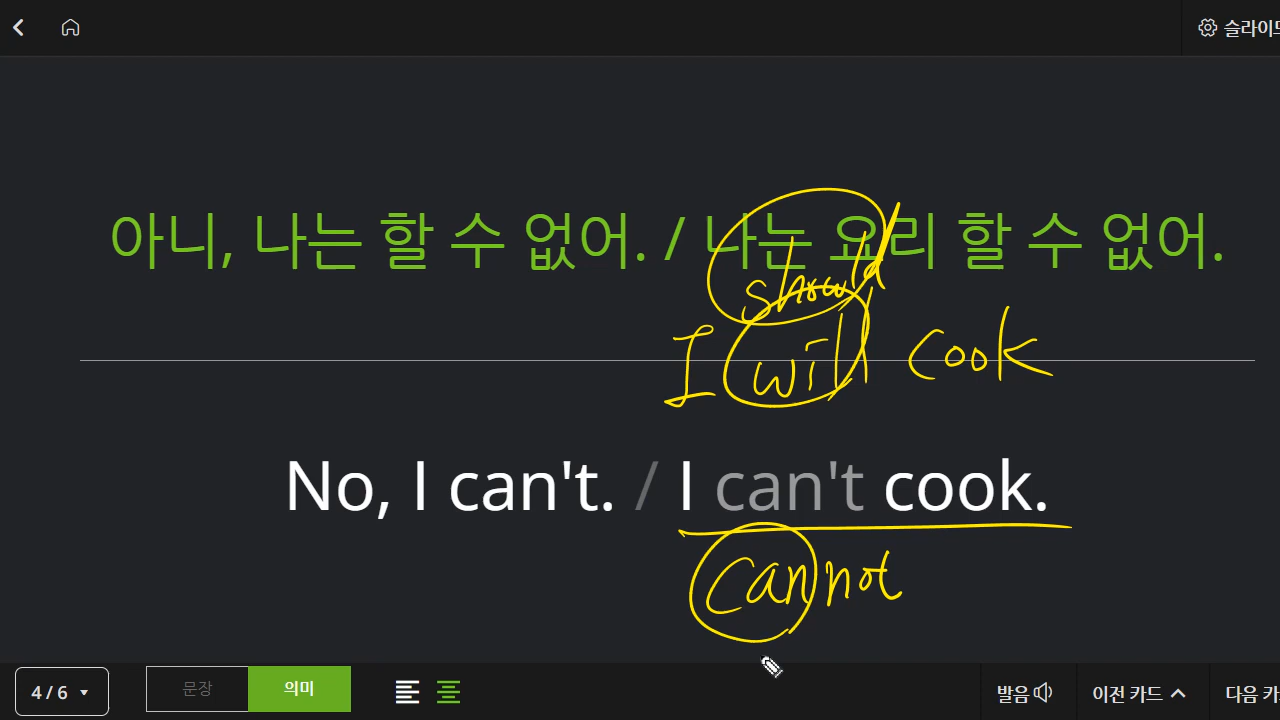 슬라이드
아니, 나는 할 수 없어. / 나는 요리 할 수 없어.
should
I will cook
No, I can't. / I can't cook.
cannot
4 / 6
문장
의미
발음
이전 카드
다음 카